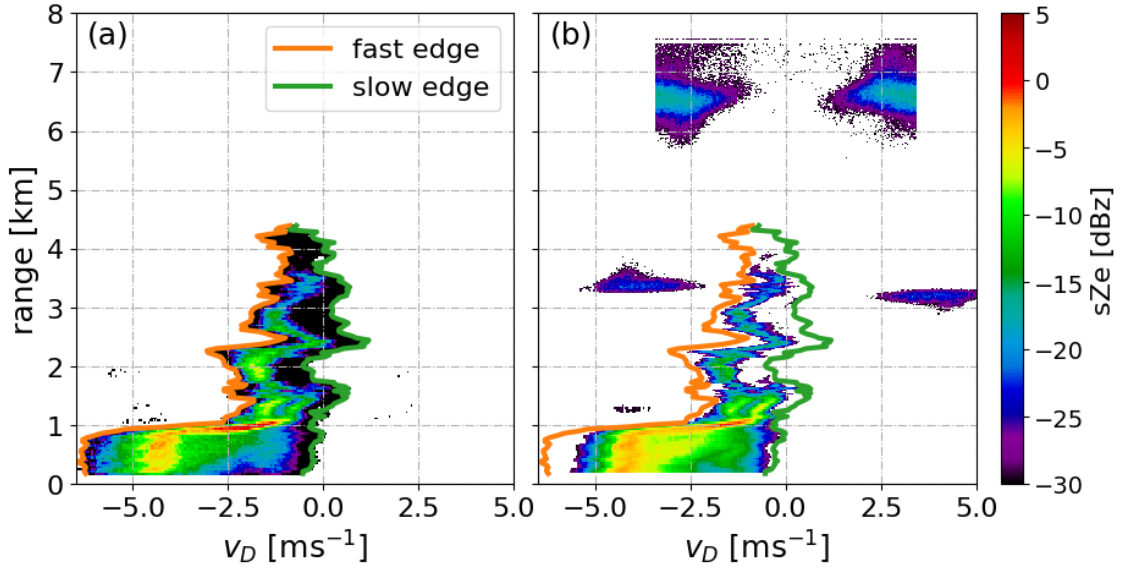 (a)
fast edge
slow edge
(b)
8
7
6
5
4
3
2
1
0
range [km]
−5.0 −2.5 0.0 2.5 5.0
v_D [ms⁻¹]
−5.0 −2.5 0.0 2.5 5.0
v_D [ms⁻¹]
5
0
−5
−10
−15
−20
−25
−30
sZe [dBz]